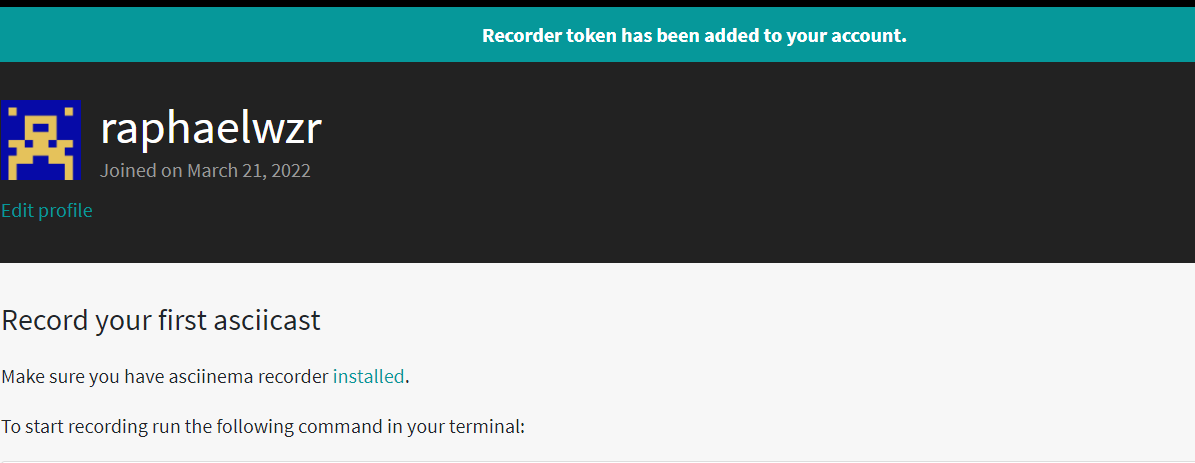 Recorder token has been added to your account.
raphaelwzr
Joined on March 21, 2022
Edit profile
Record your first asciicast
Make sure you have asciinema recorder installed.
To start recording run the following command in your terminal: